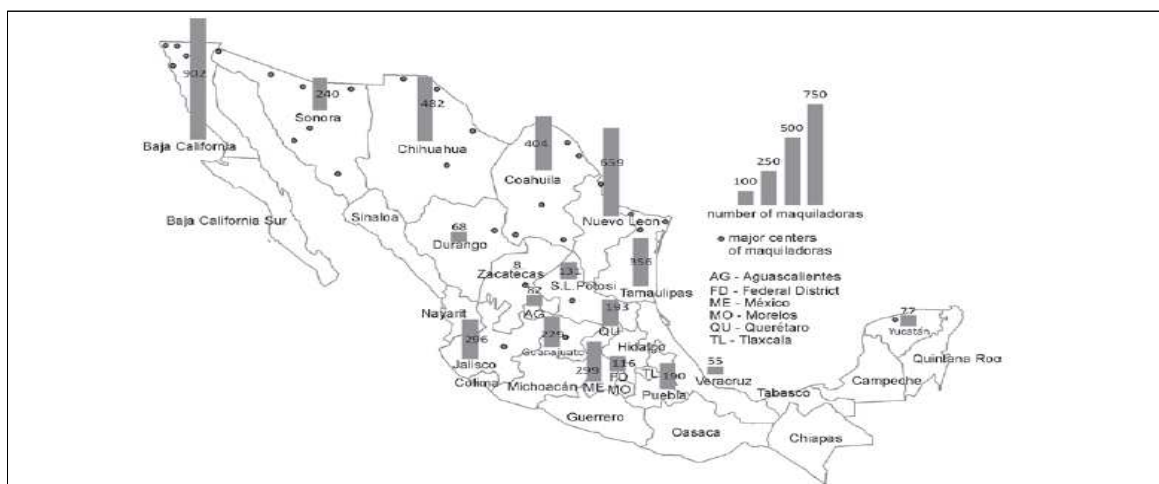 902
240
Sonora
482
Chihuahua
Baja California
404
Coahuila
659
Nuevo Leon
Baja California Sur
Sinaloa
68
Durango
8
Zacatecas
131
S.L.Potosi
356
Tamaulipas
82
AG
Nayarit
296
Jalisco
Colima
229
Guanajuato
193
QU
Hidalgo
Michoacán
299
ME
116
FD
MO
TL
190
Puebla
55
Veracruz
Guerrero
Oasaca
Tabasco
Chiapas
Campeche
77
Yucatán
Quintana Roo
100
250
500
750
number of maquiladoras
major centers
of maquiladoras
AG - Aguascalientes
FD - Federal District
ME - México
MO - Morelos
QU - Querétaro
TL - Tlaxcala